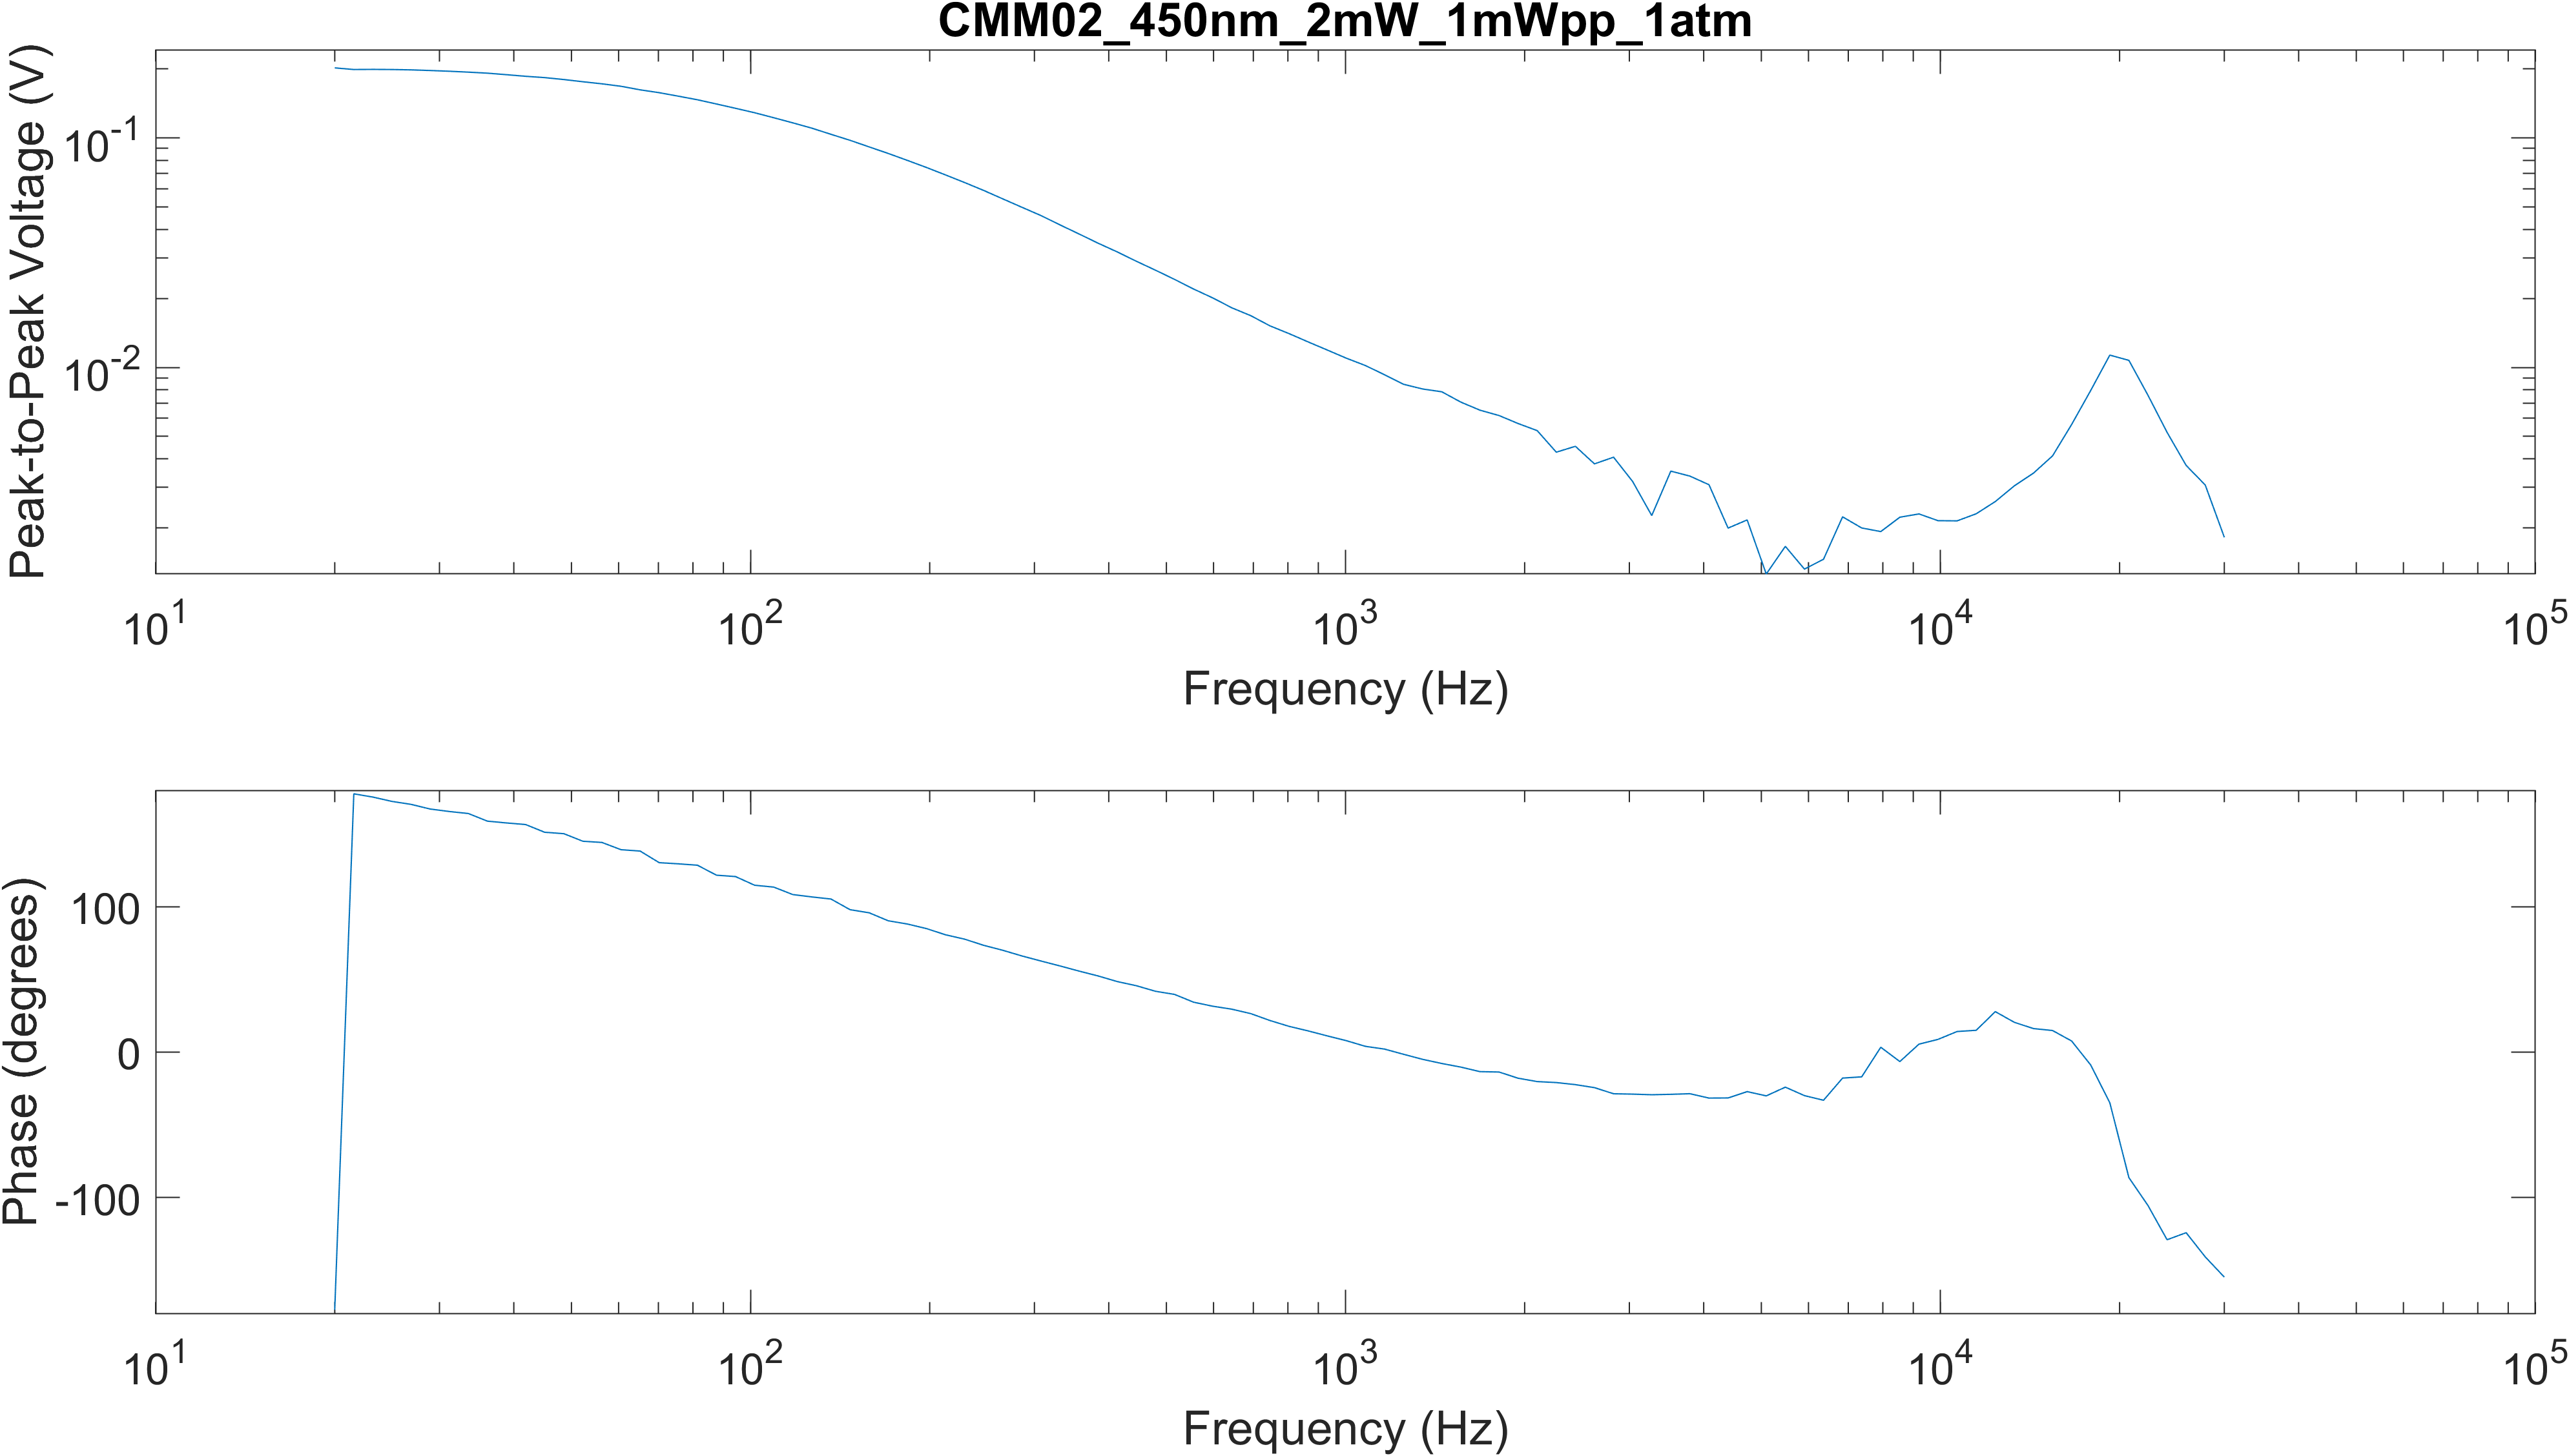 CMM02_450nm_2mW_1mWpp_1atm
Peak-to-Peak Voltage (V)
10^-1
10^-2
10^1 10^2 10^3 10^4 10^5
Frequency (Hz)
Phase (degrees)
100
0
-100
10^1 10^2 10^3 10^4 10^5
Frequency (Hz)